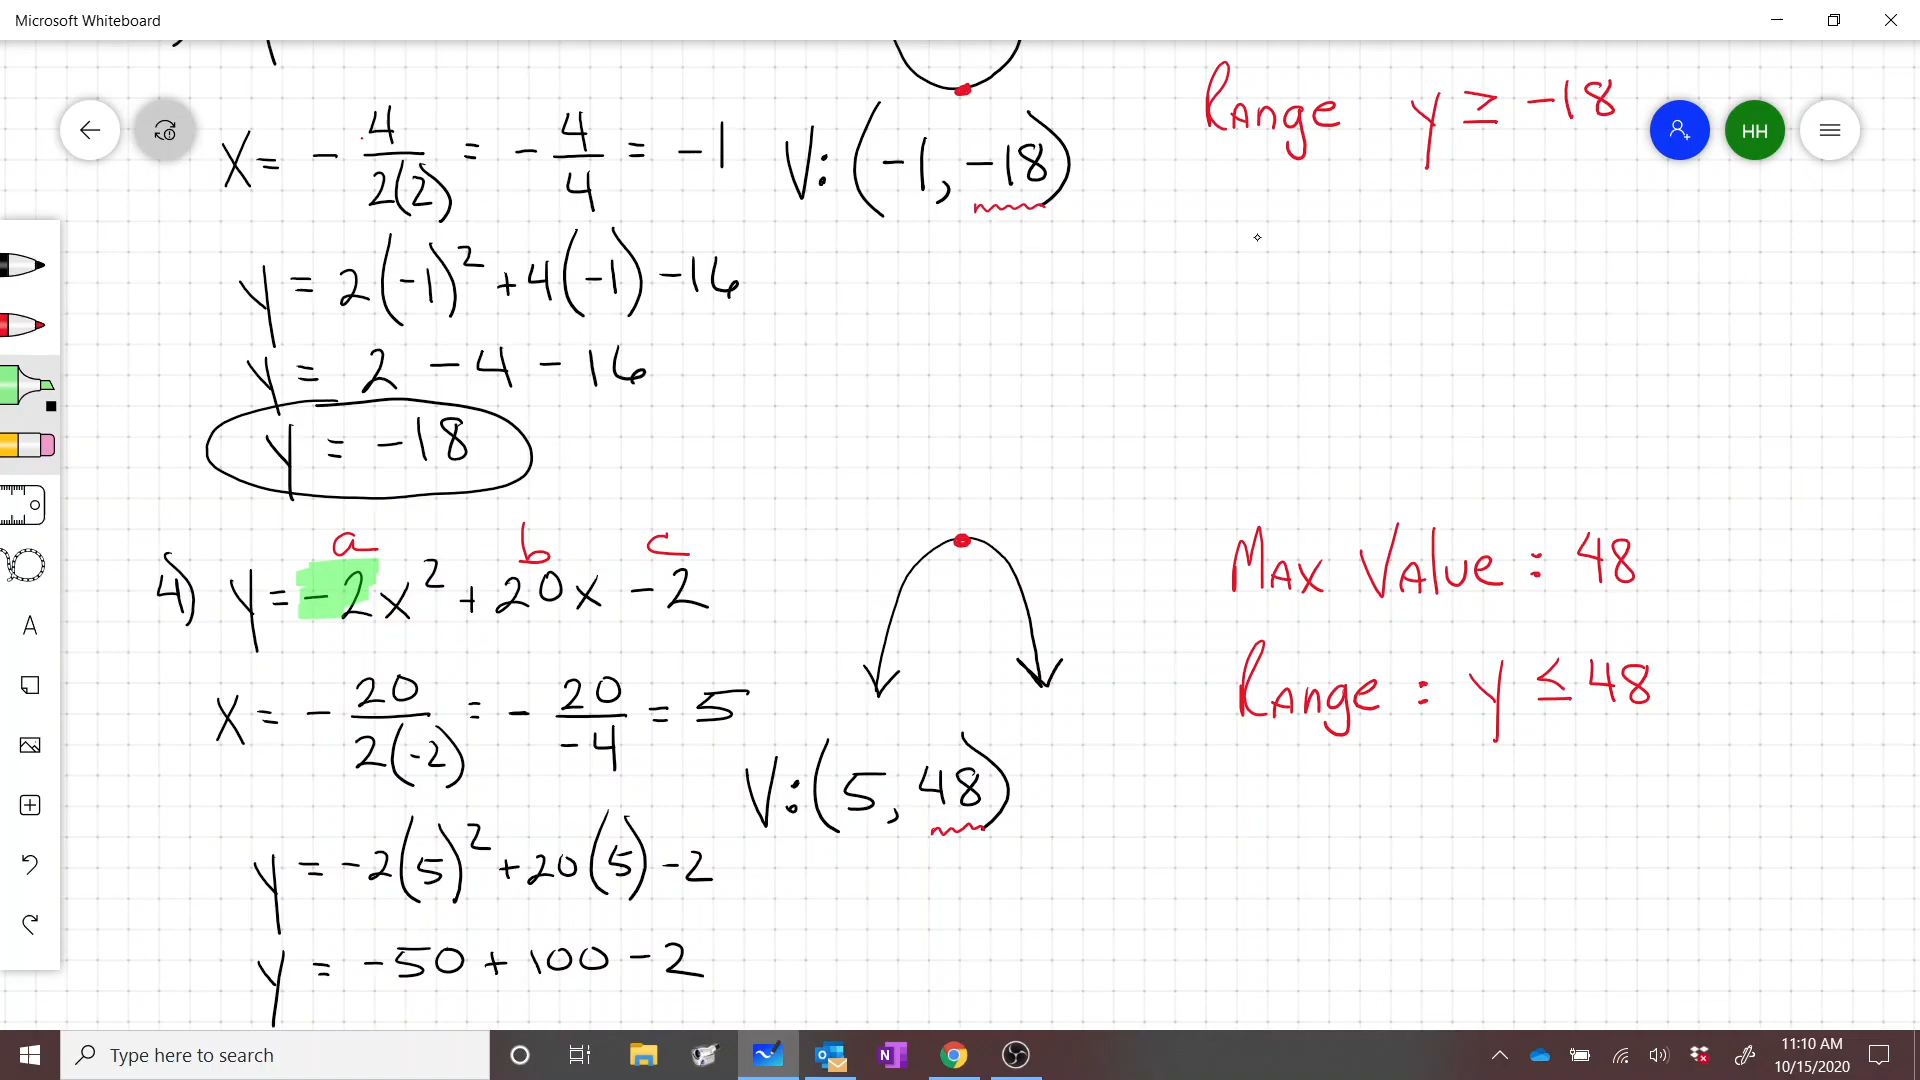 Microsoft Whiteboard
Range y ≥ -18
HH
x = - 4/2(2) = - 4/4 = -1
V: (-1, -18)
y = 2(-1)² + 4(-1) - 16
y = 2 - 4 - 16
y = -18
a b c
4) y = -2x² + 20x - 2
Max Value : 48
Range : y ≤ 48
x = - 20/2(-2) = - 20/-4 = 5
V: (5, 48)
y = -2(5)² + 20(5) - 2
y = -50 + 100 - 2
A
Type here to search
N
11:10 AM
10/15/2020